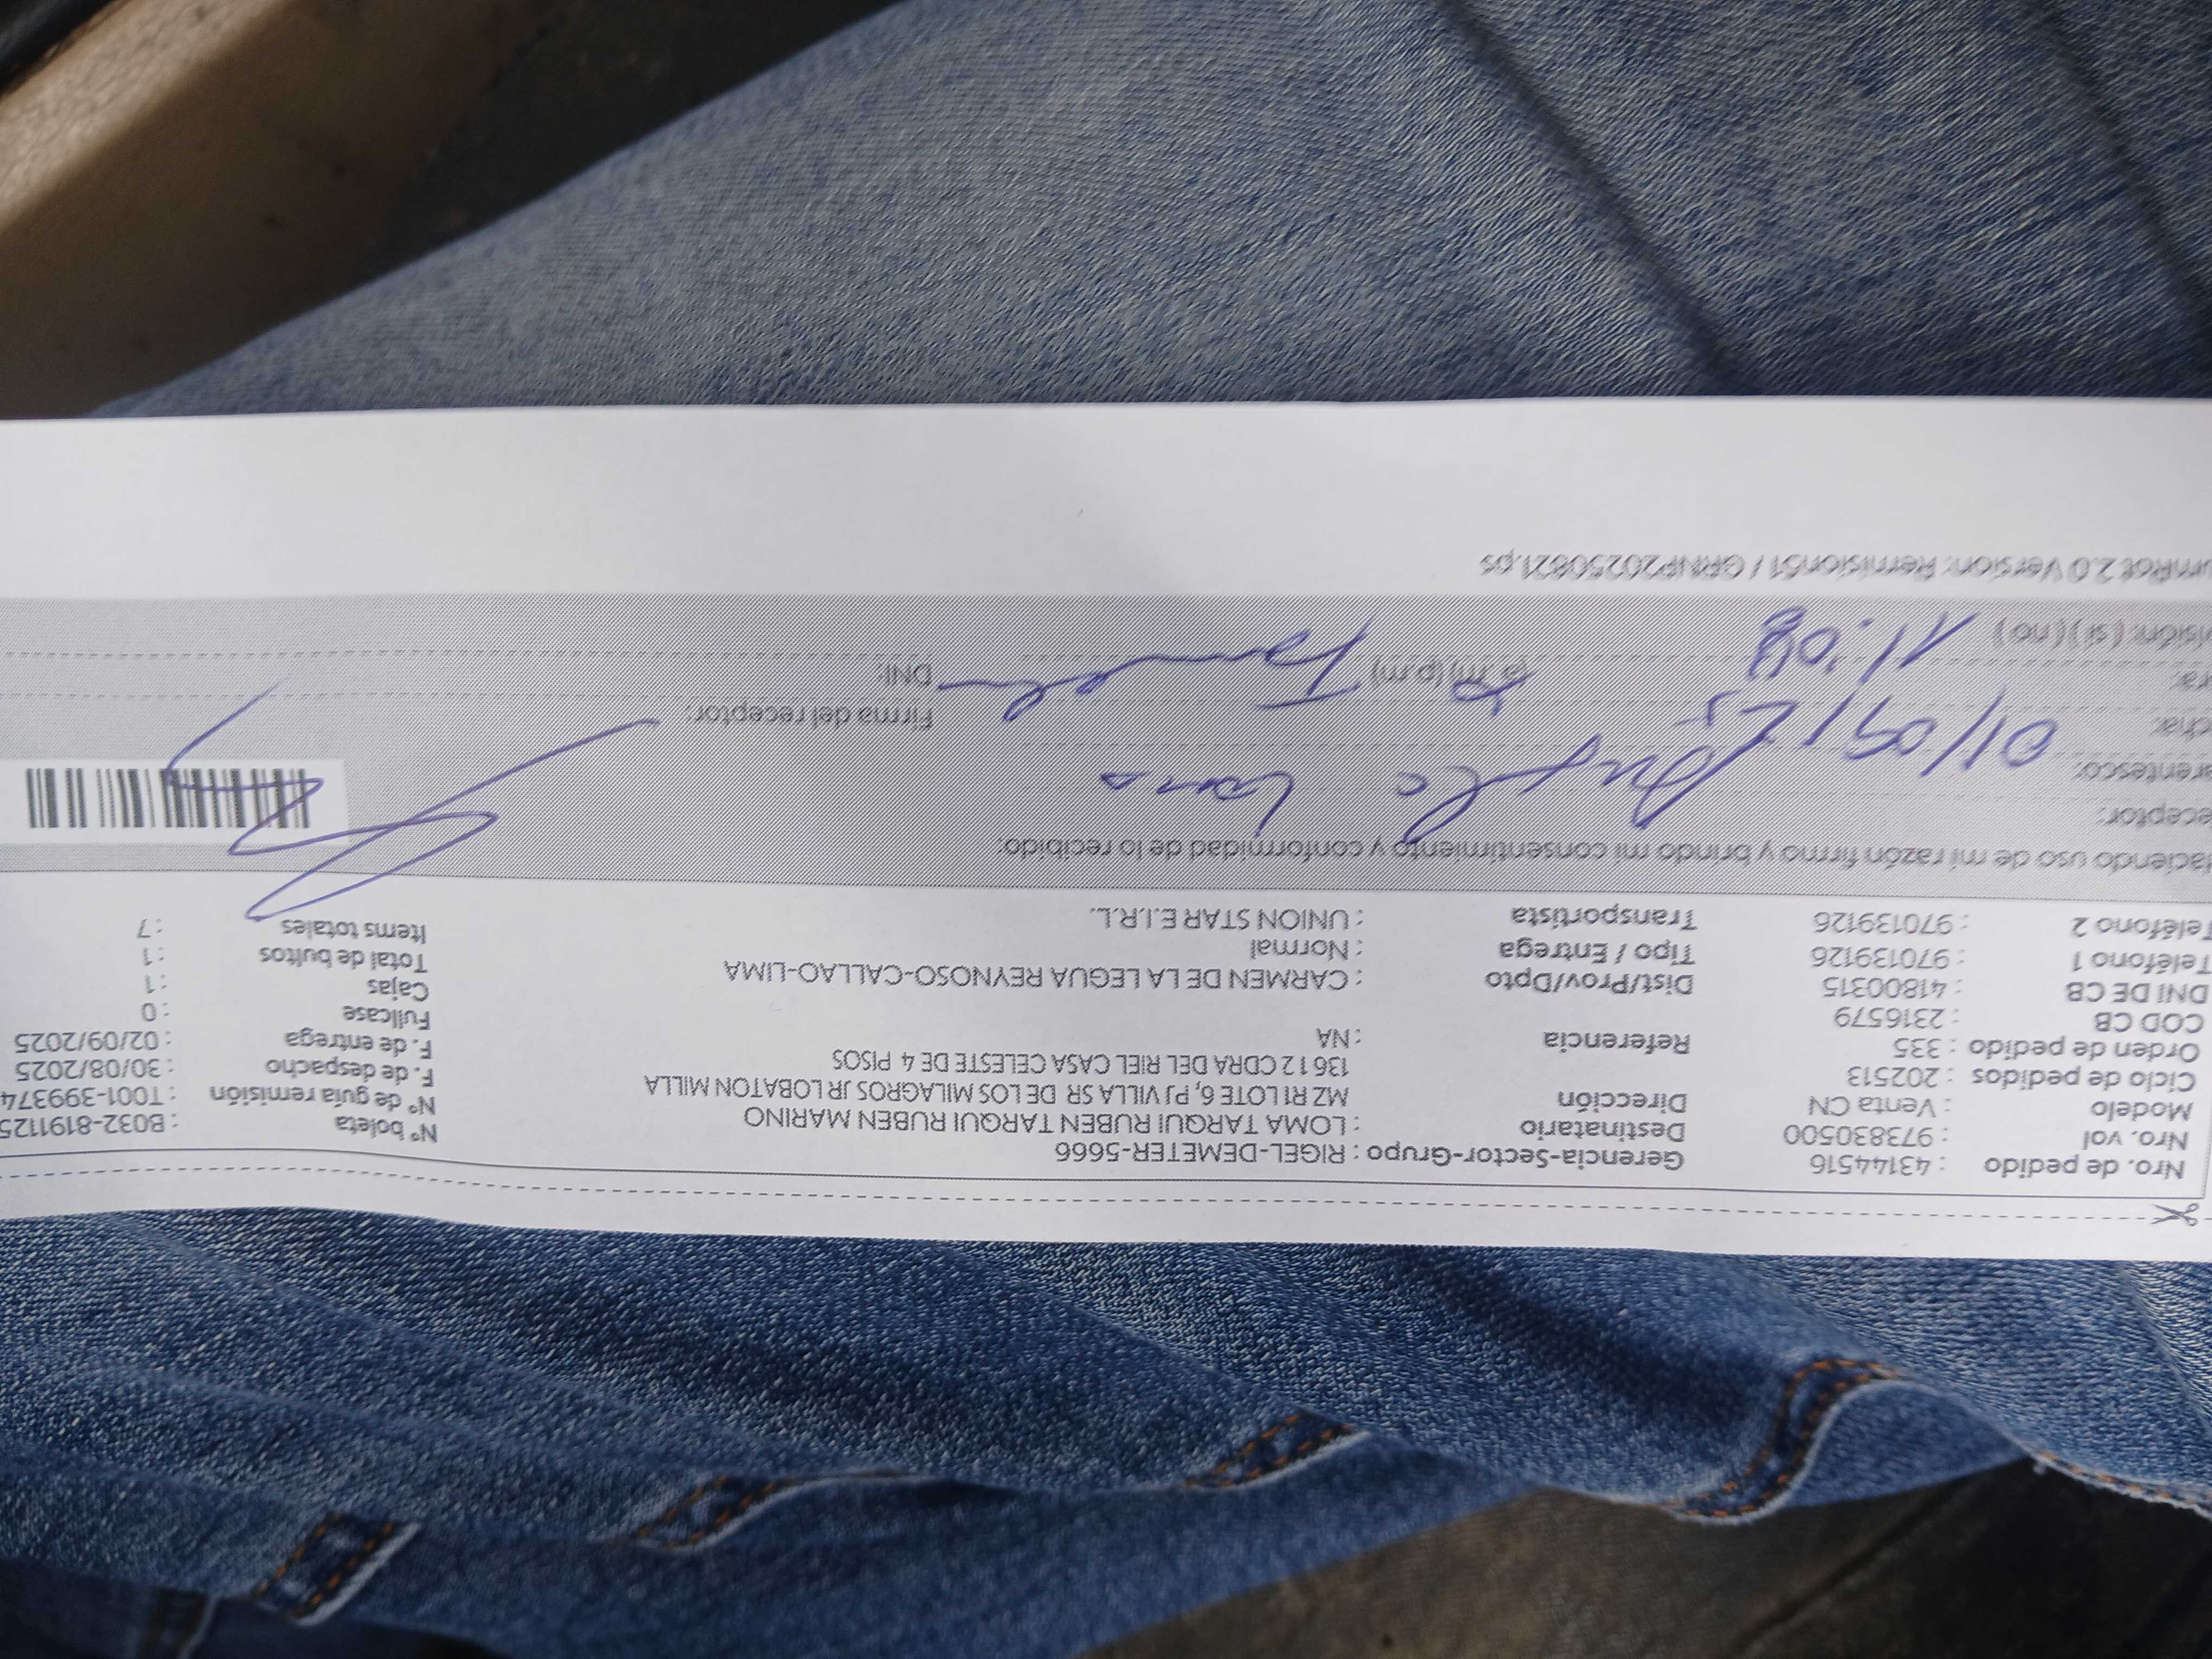 Nro. de pedido : 43144516 Gerencia-Sector-Grupo : RIGEL-DEMETER-5666
Nro. vol : 973830500 Destinatario : LOMA TARQUI RUBEN TARQUI RUBEN MARINO Nº boleta : B032-8191125
Modelo : Venta CN Dirección MZ R1 LOTE 6, PJ VILLA SR DE LOS MILAGROS JR LOBATON MILLA Nº de guía remisión : T001-399374
Ciclo de pedidos : 202513 136 12 CDRA DEL RIEL CASA CELESTE DE 4 PISOS F. de despacho : 30/08/2025
Orden de pedido : 335 Referencia : NA F. de entrega : 02/09/2025
COD CB : 2316579 Fullcase : 0
DNI DE CB : 41800315 Dist/Prov/Dpto : CARMEN DE LA LEGUA REYNOSO-CALLAO-LIMA Cajas : 1
Teléfono 1 : 970139126 Tipo / Entrega : Normal Total de bultos : 1
Teléfono 2 : 970139126 Transportista : UNION STAR E.I.R.L. Items totales : 7
Haciendo uso de mi razón firmo y brindo mi consentimiento y conformidad de lo recibido:
eceptor:
rentesco:
cha: 01/09/25 Firma del receptor:
ra: 11:08 (a.m)(p.m) DNI:
isión: ( si ) ( no )
2.0 Versión: Remision51 / GRNP20250821.ps